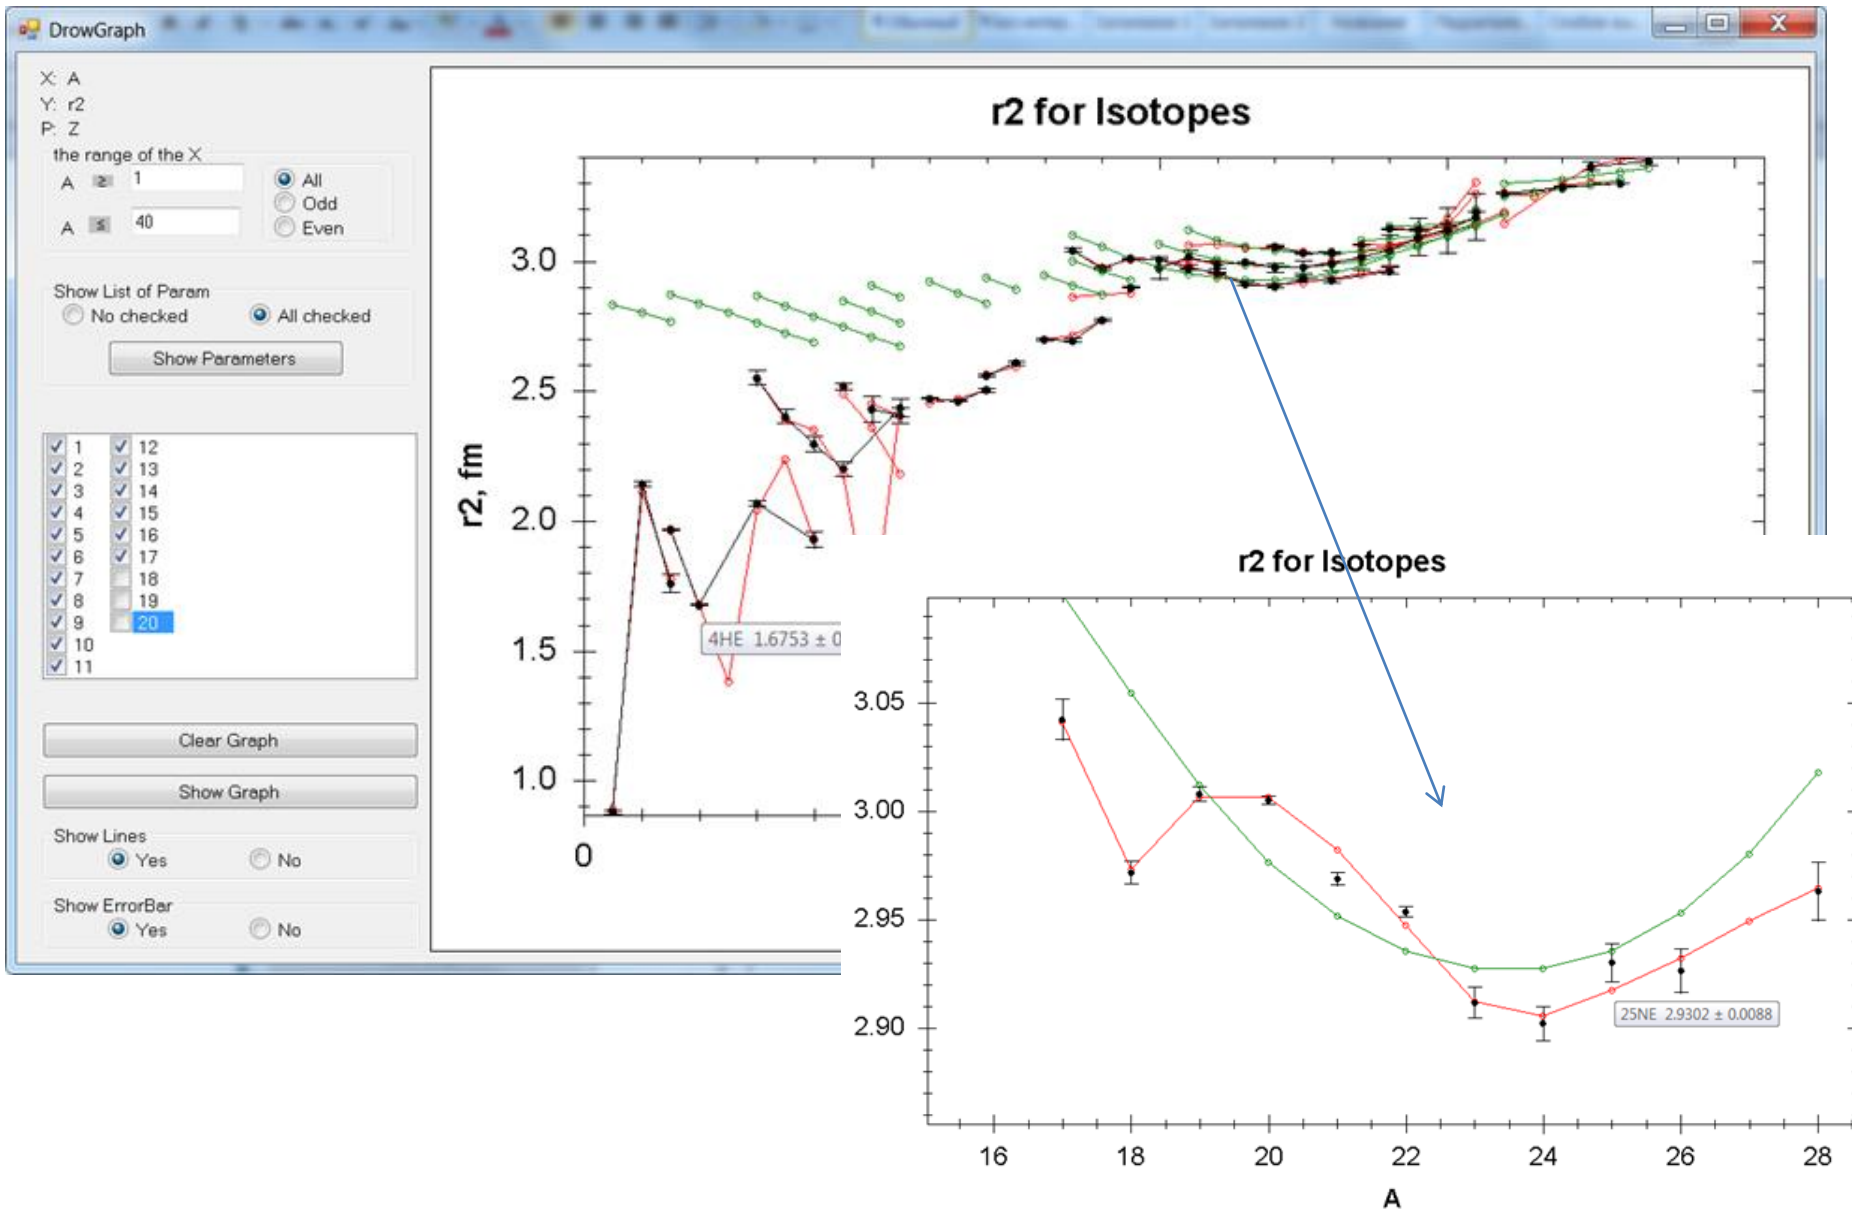 DrowGraph
X: A
Y: r2
P: Z
the range of the X
A ≥ 1
A ≤ 40
All
Odd
Even
Show List of Param
No checked
All checked
Show Parameters
1 12
2 13
3 14
4 15
5 16
6 17
7 18
8 19
9 20
10
11
Clear Graph
Show Graph
Show Lines
Yes No
Show ErrorBar
Yes No
r2 for Isotopes
r2, fm
3.0
2.5
2.0
1.5
1.0
0
4HE 1.6753 ± 0
r2 for Isotopes
3.05
3.00
2.95
2.90
25NE 2.9302 ± 0.0088
16 18 20 22 24 26 28
A